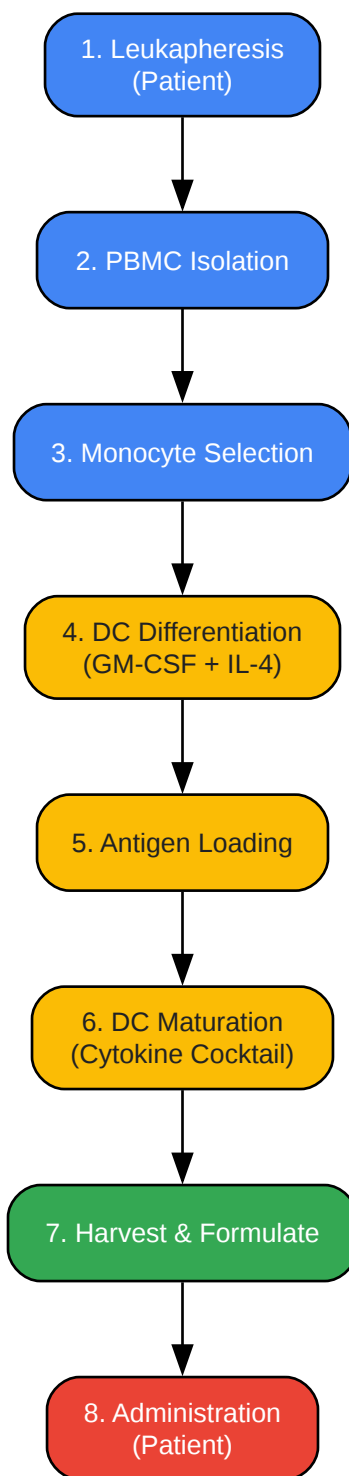 1. Leukapheresis
(Patient)
2. PBMC Isolation
3. Monocyte Selection
4. DC Differentiation
(GM-CSF + IL-4)
5. Antigen Loading
6. DC Maturation
(Cytokine Cocktail)
7. Harvest & Formulate
8. Administration
(Patient)